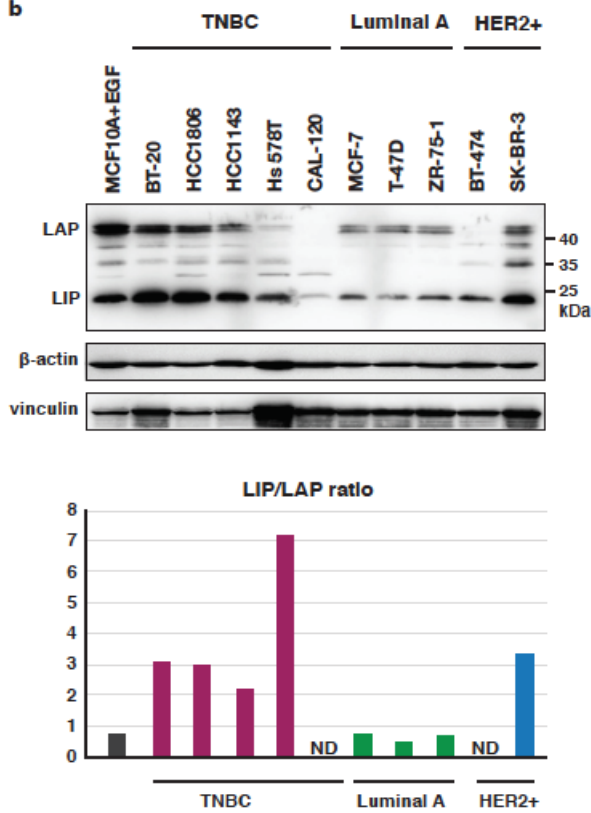 b
TNBC Luminal A HER2+
MCF10A+EGF BT-20 HCC1806 HCC1143 Hs 578T CAL-120 MCF-7 T-47D ZR-75-1 BT-474 SK-BR-3
LAP
40
35
LIP
25
kDa
β-actin
vinculin
LIP/LAP ratio
8
7
6
5
4
3
2
1
0
ND ND
TNBC Luminal A HER2+